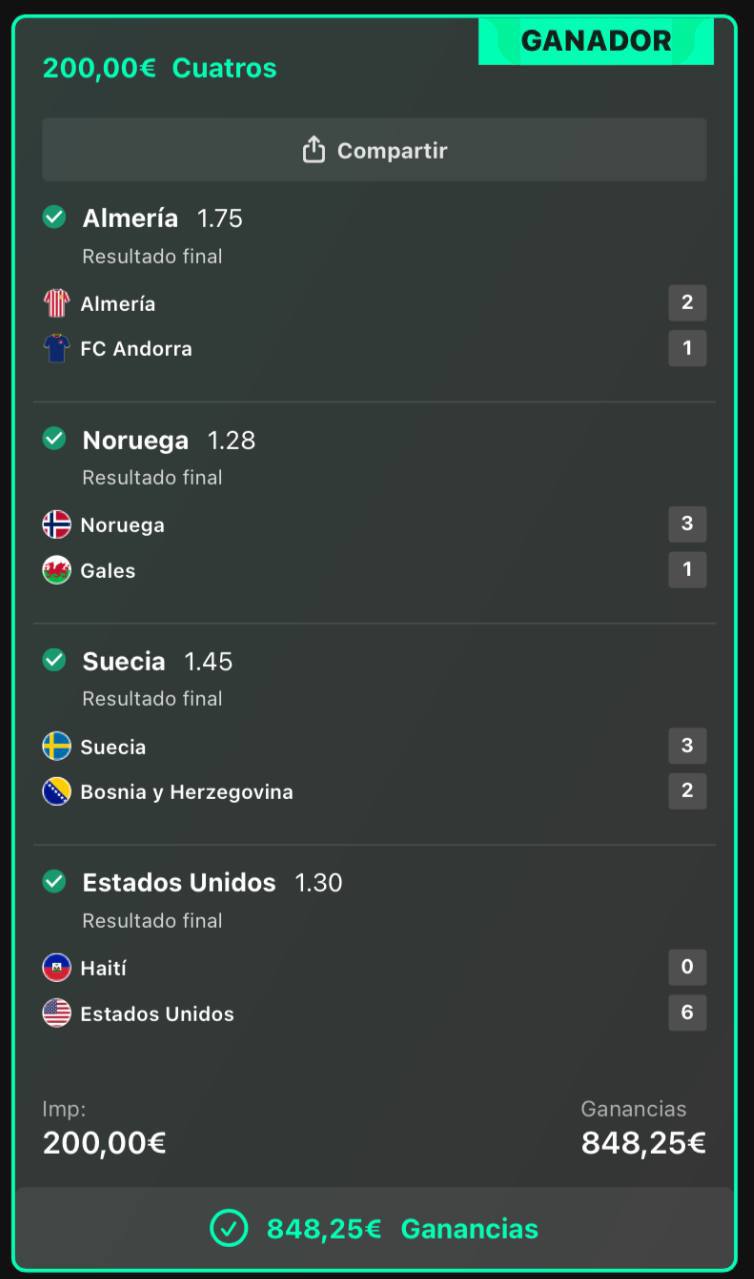 GANADOR
200,00€ Cuatros
Compartir
Almería 1.75
Resultado final
Almería 2
FC Andorra 1
Noruega 1.28
Resultado final
Noruega 3
Gales 1
Suecia 1.45
Resultado final
Suecia 3
Bosnia y Herzegovina 2
Estados Unidos 1.30
Resultado final
Haití 0
Estados Unidos 6
Imp: Ganancias
200,00€ 848,25€
848,25€ Ganancias